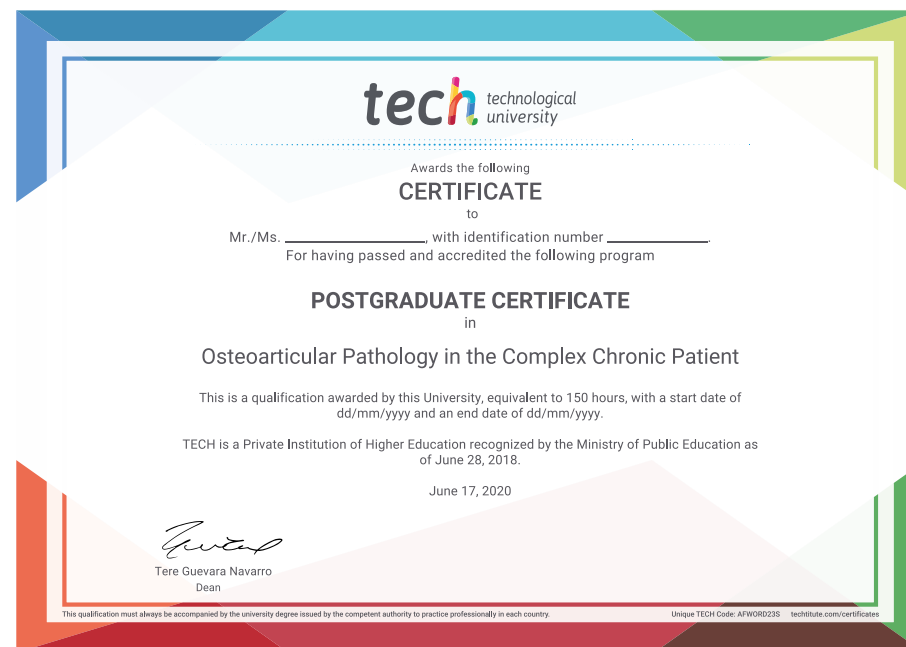 tech technological
university
Awards the following
CERTIFICATE
to
Mr./Ms. ____________________, with identification number ______________.
For having passed and accredited the following program
POSTGRADUATE CERTIFICATE
in
Osteoarticular Pathology in the Complex Chronic Patient
This is a qualification awarded by this University, equivalent to 150 hours, with a start date of
dd/mm/yyyy and an end date of dd/mm/yyyy.
TECH is a Private Institution of Higher Education recognized by the Ministry of Public Education as
of June 28, 2018.
June 17, 2020
Tere Guevara Navarro
Dean
This qualification must always be accompanied by the university degree issued by the competent authority to practice professionally in each country.
Unique TECH Code: AFWORD23S techtitute.com/certificates